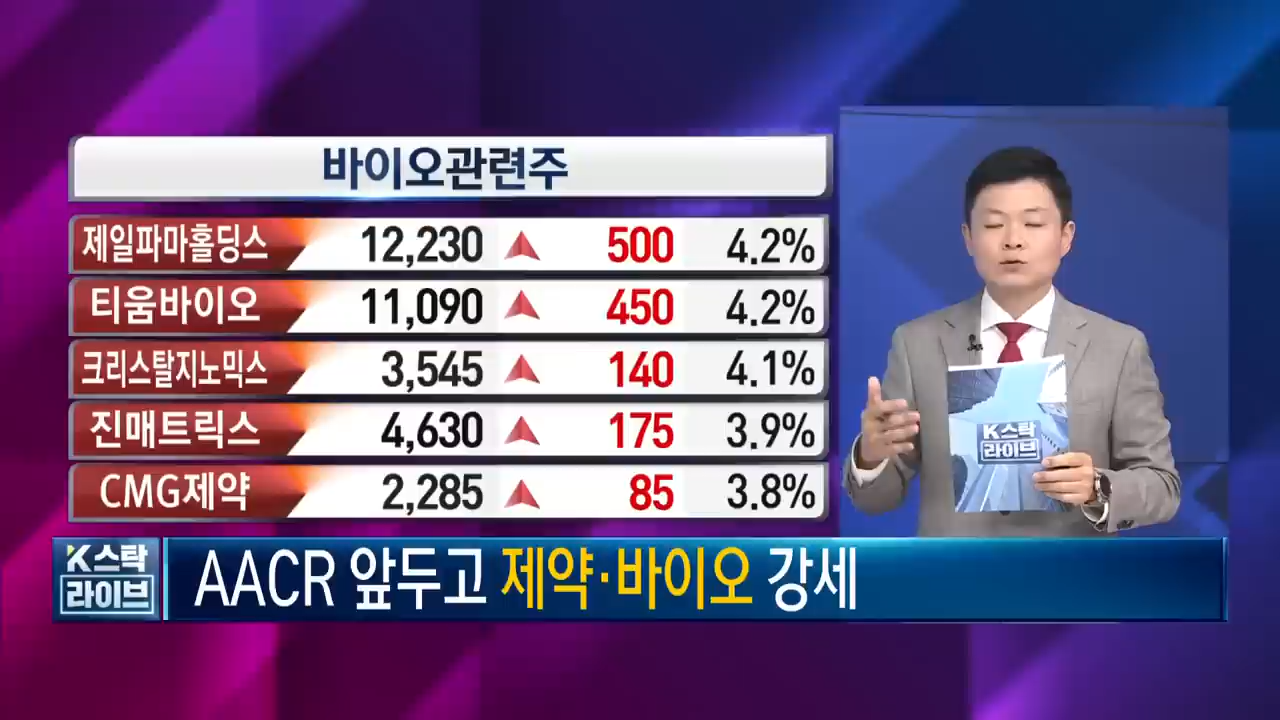 바이오관련주
제일파마홀딩스 12,230 ▲ 500 4.2%
티움바이오 11,090 ▲ 450 4.2%
크리스탈지노믹스 3,545 ▲ 140 4.1%
진매트릭스 4,630 ▲ 175 3.9%
CMG제약 2,285 ▲ 85 3.8%
K스탁
라이브
K스탁
라이브
AACR 앞두고 제약·바이오 강세